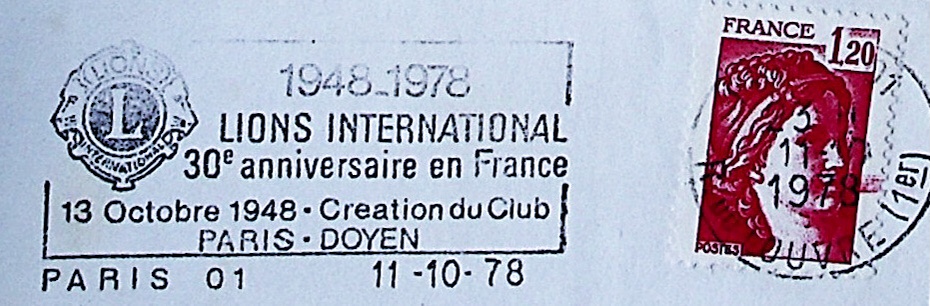 LIONS
L
INTERNATIONAL
1948-1978
LIONS INTERNATIONAL
30e anniversaire en France
13 Octobre 1948 • Creation du Club
PARIS • DOYEN
PARIS 01 11-10-78
FRANCE
1,20
POSTES
1978
(1er)